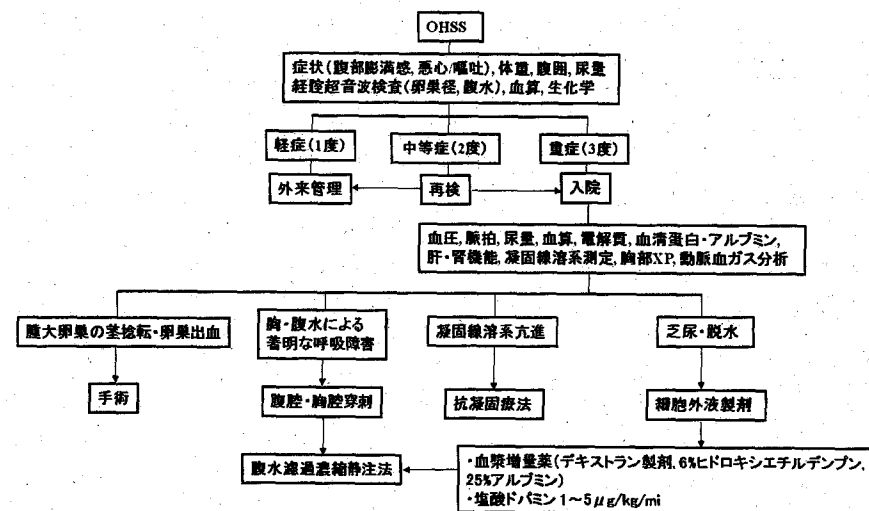 OHSS
症状(腹部膨満感, 悪心/嘔吐), 体重, 腹囲, 尿量
経腟超音波検査(卵巣径, 腹水), 血算, 生化学
軽症(1度)
中等症(2度)
重症(3度)
外来管理
再検
入院
血圧, 脈拍, 尿量, 血算, 電解質, 血清蛋白・アルブミン,
肝・腎機能, 凝固線溶系測定, 胸部XP, 動脈血ガス分析
腫大卵巣の茎捻転・卵巣出血
胸・腹水による
著明な呼吸障害
凝固線溶系亢進
乏尿・脱水
手術
腹腔・胸腔穿刺
抗凝固療法
細胞外液製剤
腹水濾過濃縮静注法
・血漿増量薬(デキストラン製剤, 6%ヒドロキシエチルデンプン,
25%アルブミン)
・塩酸ドパミン 1～5μg/kg/mi